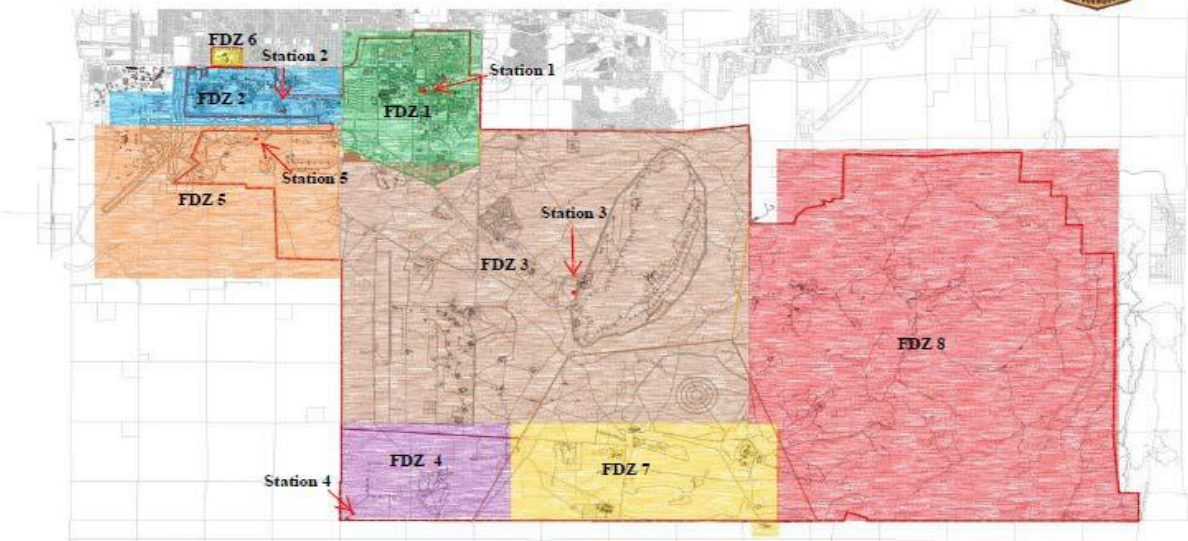 FDZ 6
Station 2
Station 1
FDZ 2
FDZ 1
Station 5
FDZ 5
Station 3
FDZ 3
FDZ 8
FDZ 4
FDZ 7
Station 4